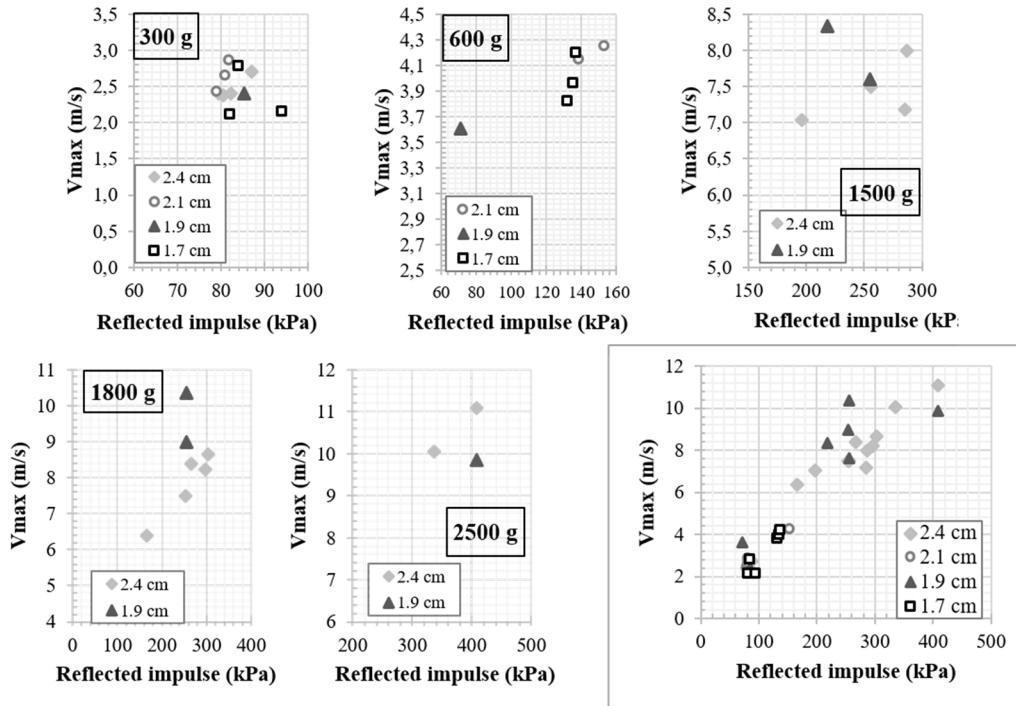 3,5
3,0
2,5
2,0
1,5
1,0
0,5
0,0
Vmax (m/s)
300 g
2.4 cm
2.1 cm
1.9 cm
1.7 cm
60 70 80 90 100
Reflected impulse (kPa)
4,5
4,3
4,1
3,9
3,7
3,5
3,3
3,1
2,9
2,7
2,5
Vmax (m/s)
600 g
2.1 cm
1.9 cm
1.7 cm
60 80 100 120 140 160
Reflected impulse (kPa)
8,5
8,0
7,5
7,0
6,5
6,0
5,5
5,0
Vmax (m/s)
1500 g
2.4 cm
1.9 cm
150 200 250 300
Reflected impulse (kPa
11
10
9
8
7
6
5
4
Vmax (m/s)
1800 g
2.4 cm
1.9 cm
0 100 200 300 400
Reflected impulse (kPa)
12
11
10
9
8
7
6
Vmax (m/s)
2500 g
2.4 cm
1.9 cm
200 300 400 500
Reflected impulse (kPa)
12
10
8
6
4
2
0
Vmax (m/s)
2.4 cm
2.1 cm
1.9 cm
1.7 cm
0 100 200 300 400 500
Reflected impulse (kPa)